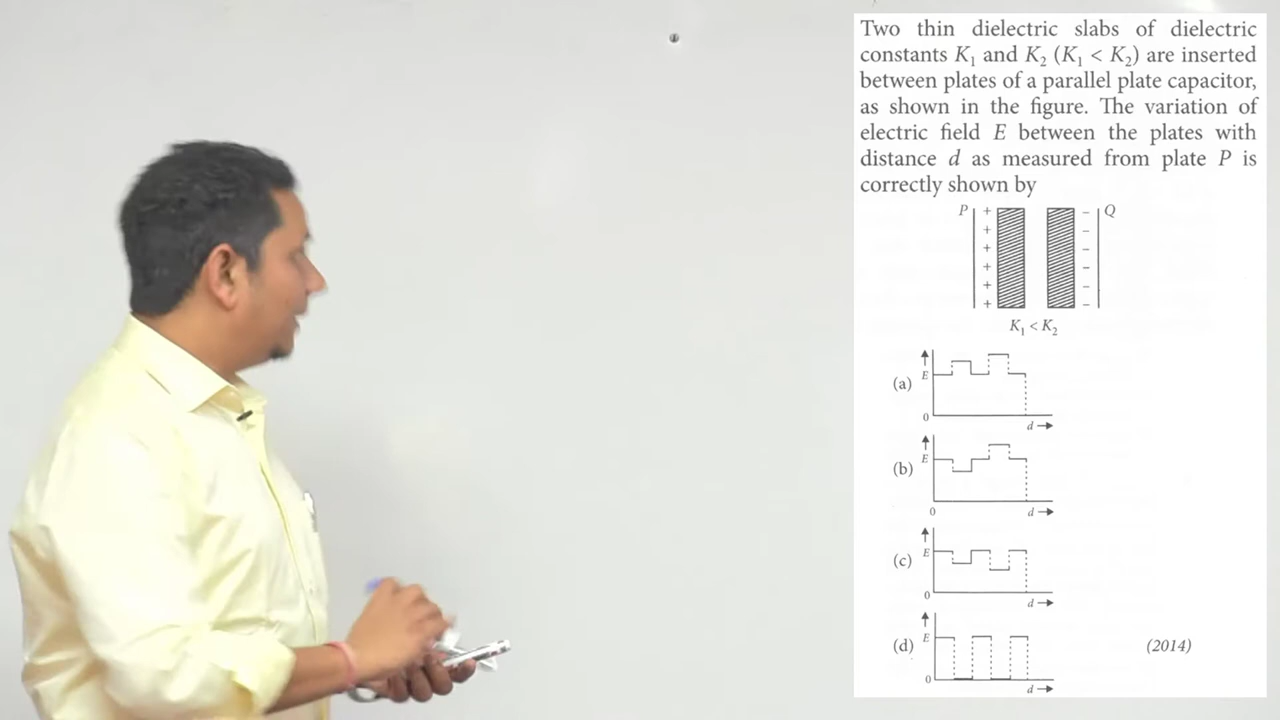 Two thin dielectric slabs of dielectric
constants K₁ and K₂ (K₁ < K₂) are inserted
between plates of a parallel plate capacitor,
as shown in the figure. The variation of
electric field E between the plates with
distance d as measured from plate P is
correctly shown by
P + − Q
+ −
+ −
+ −
+ −
+ −
K₁ < K₂
(a) E 0 d
(b) E 0 d
(c) E 0 d
(d) E 0 d
(2014)